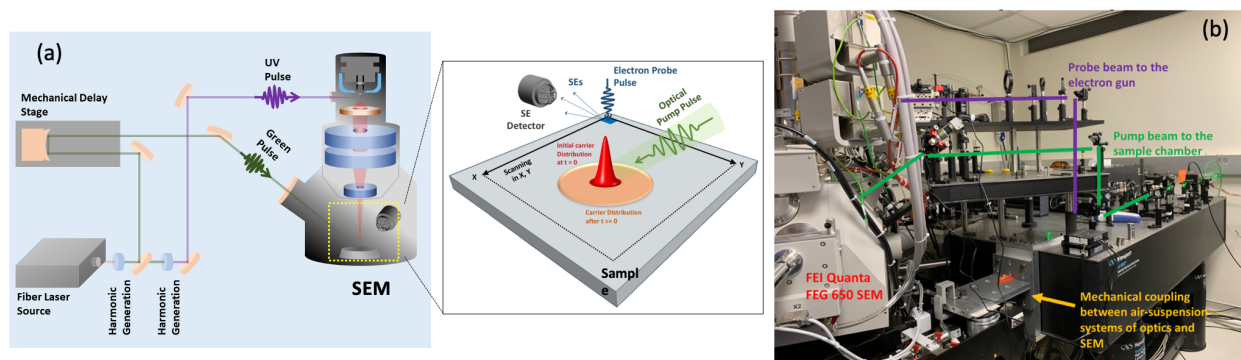 (a)
UV
Pulse
Mechanical Delay
Stage
Green
Pulse
Fiber Laser
Source
Harmonic
Generation
Harmonic
Generation
SEM
Electron Probe
Pulse
SEs
SE
Detector
Optical
Pump Pulse
Initial carrier
Distribution
at t = 0
Scanning
in X, Y
X
Y
Carrier Distribution
after t >> 0
Sampl
e
(b)
Probe beam to the
electron gun
Pump beam to the
sample chamber
FEI Quanta
FEG 650 SEM
X2
Newport
Mechanical coupling
between air-suspension
systems of optics and
SEM